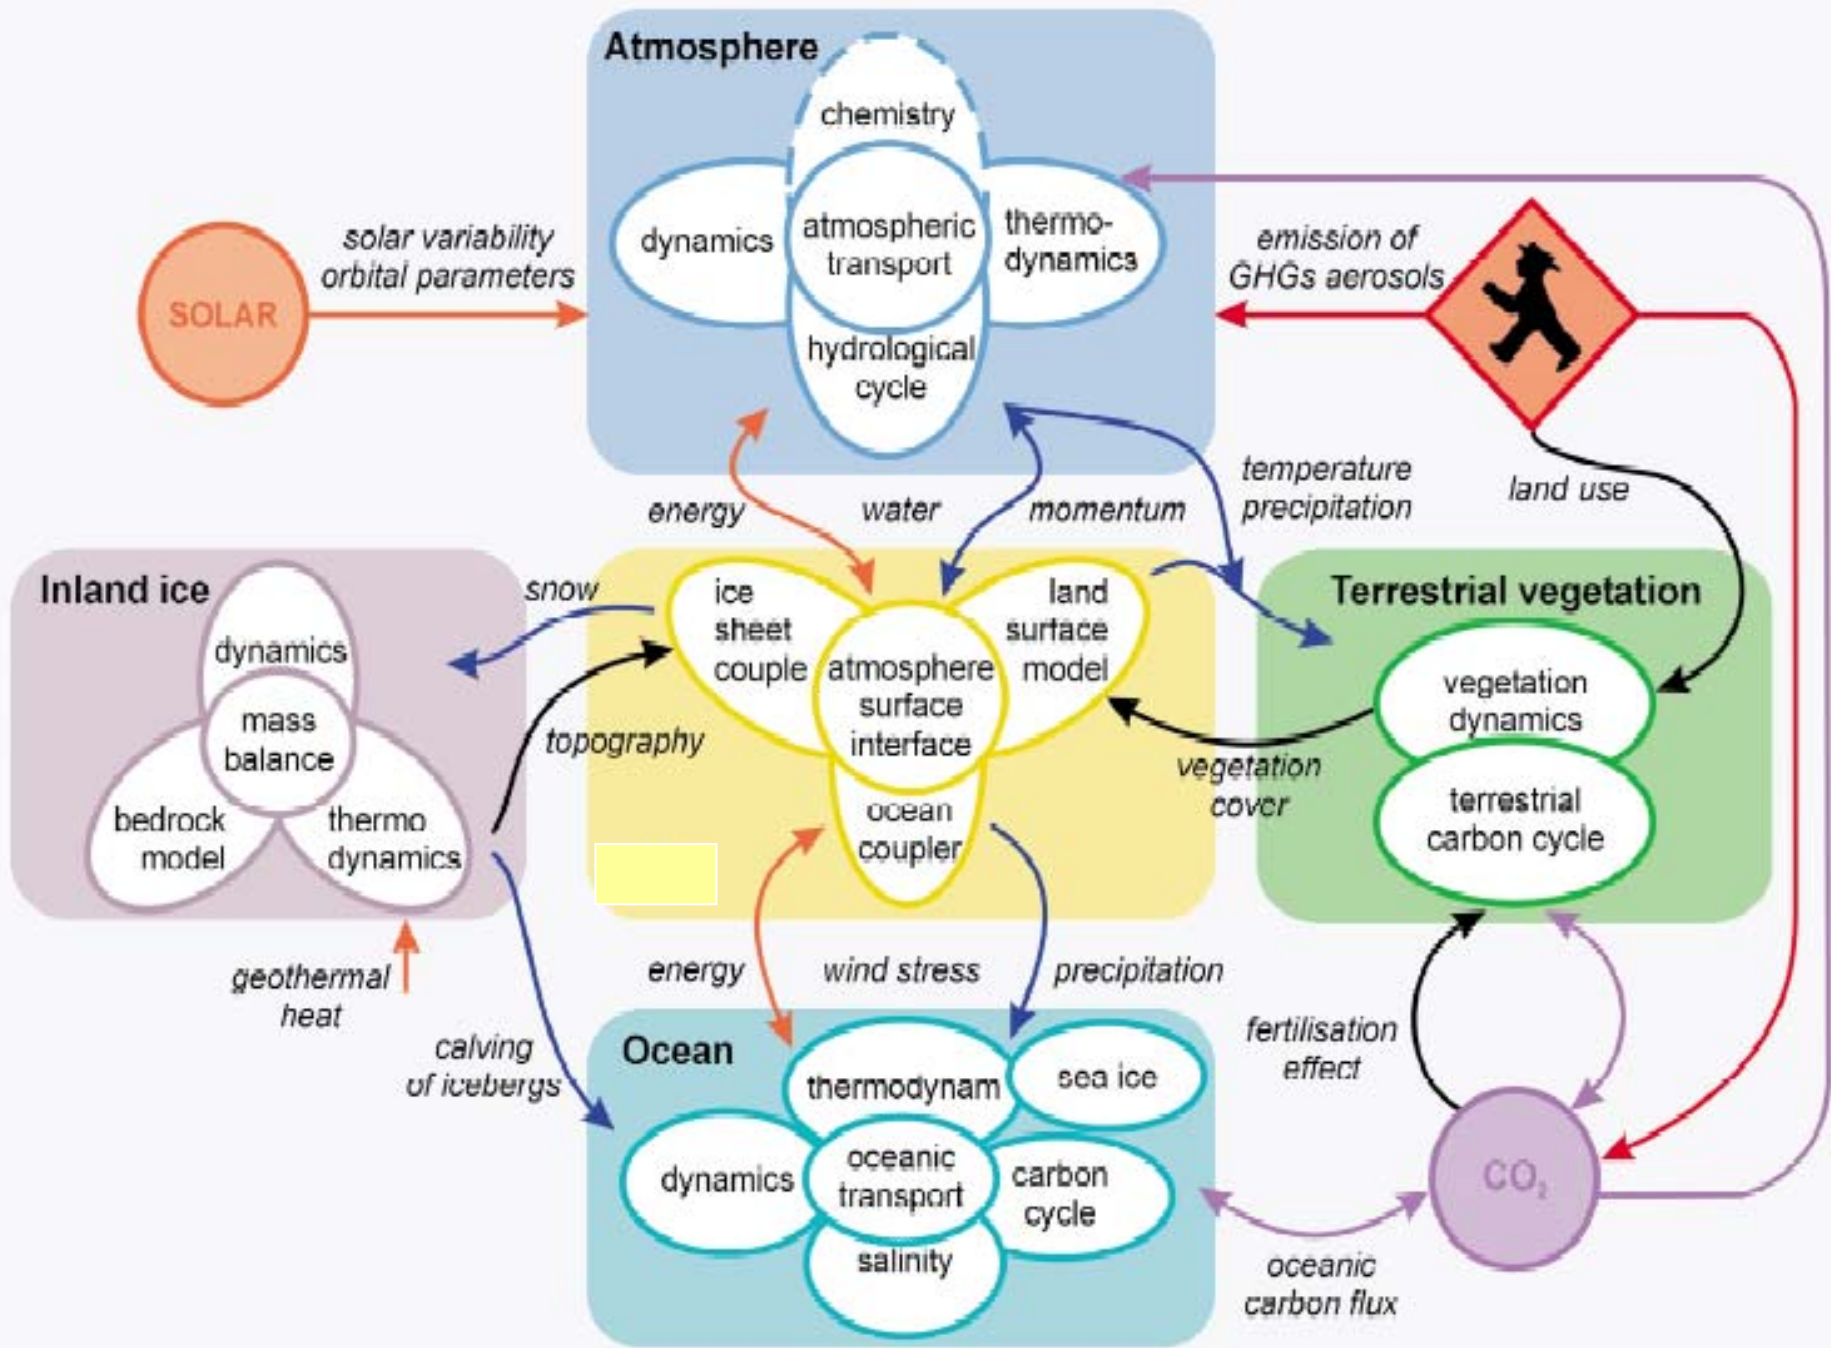 Atmosphere
chemistry
dynamics
atmospheric
transport
thermo-
dynamics
hydrological
cycle
SOLAR
solar variability
orbital parameters
emission of
GHGs aerosols
energy
water
momentum
temperature
precipitation
land use
Inland ice
dynamics
mass
balance
bedrock
model
thermo
dynamics
snow
topography
geothermal
heat
calving
of icebergs
ice
sheet
couple
atmosphere
surface
interface
land
surface
model
ocean
coupler
Terrestrial vegetation
vegetation
dynamics
terrestrial
carbon cycle
vegetation
cover
energy
wind stress
precipitation
fertilisation
effect
Ocean
thermodynam
sea ice
dynamics
oceanic
transport
carbon
cycle
salinity
CO₂
oceanic
carbon flux